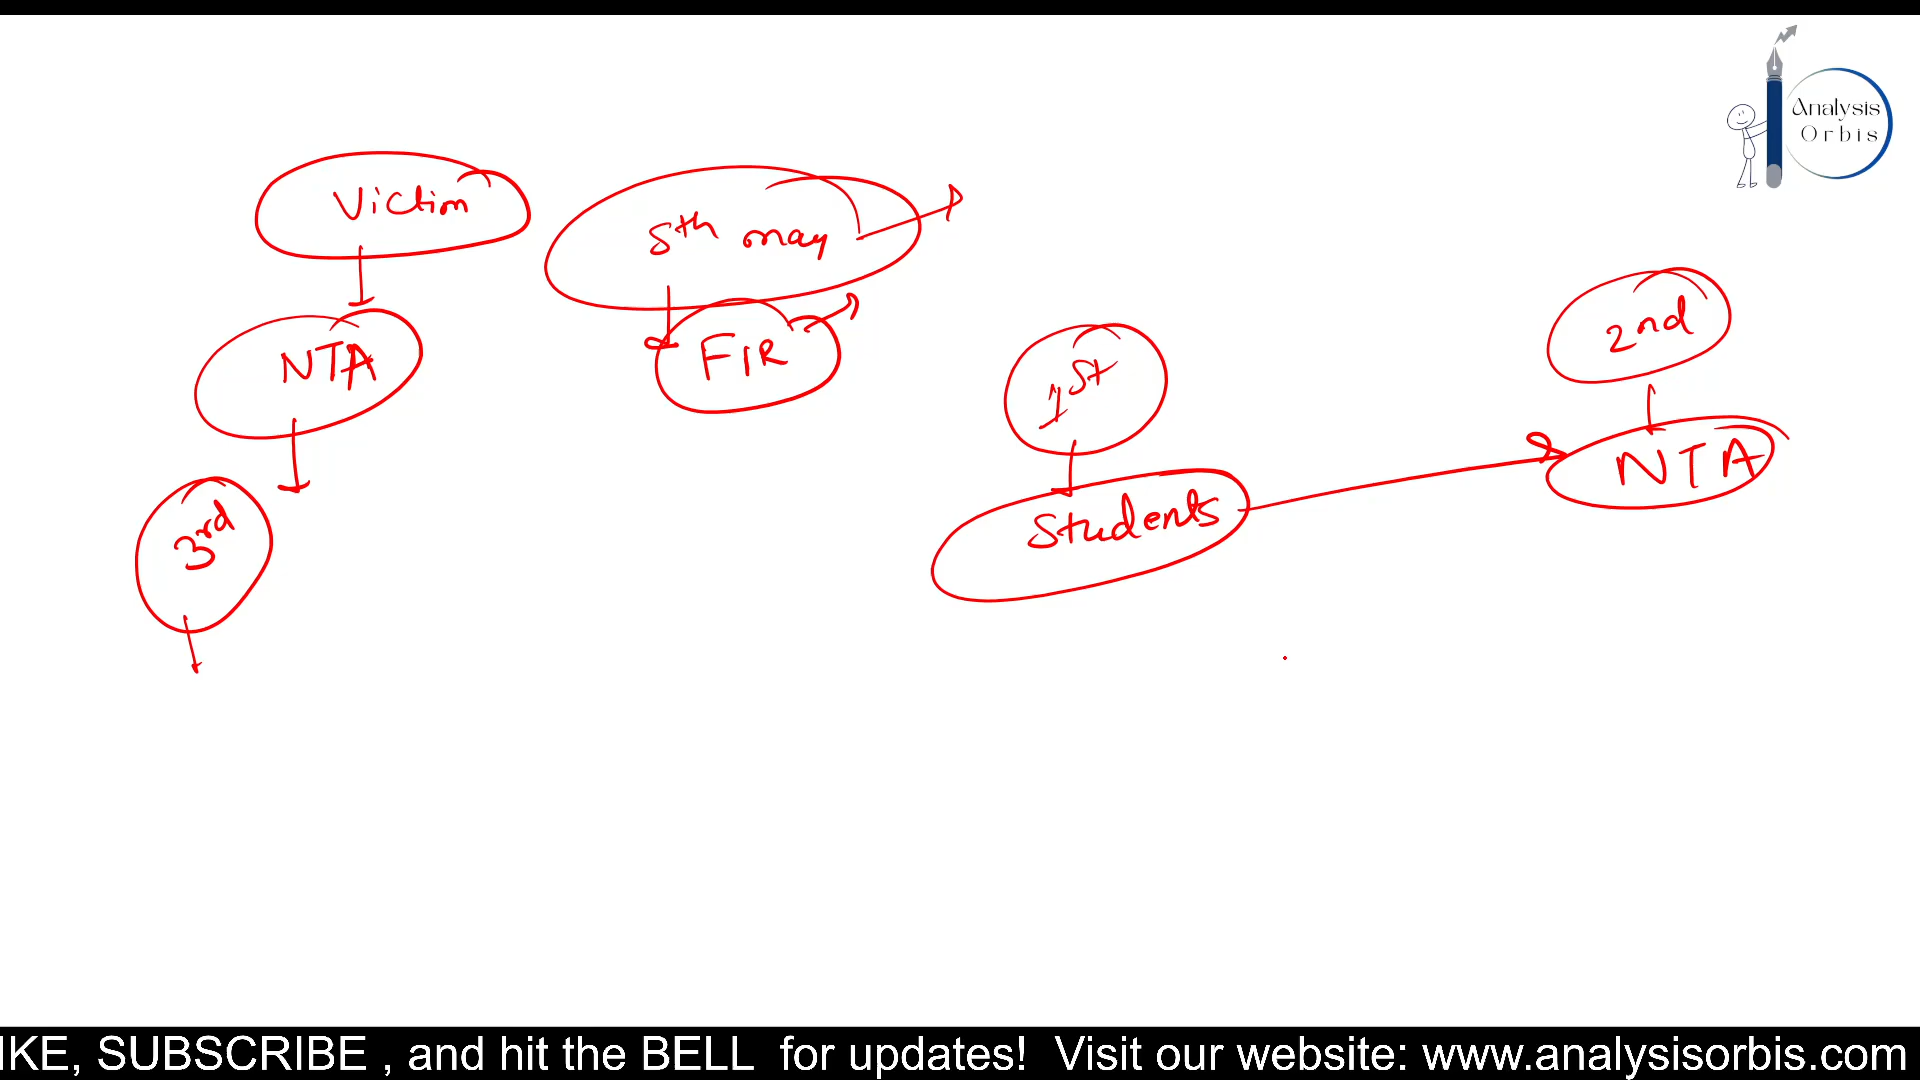 Analysis
Orbis
Victim
5th may
NTA
FIR
1st
2nd
Students
NTA
3rd
IKE, SUBSCRIBE , and hit the BELL for updates! Visit our website: www.analysisorbis.com